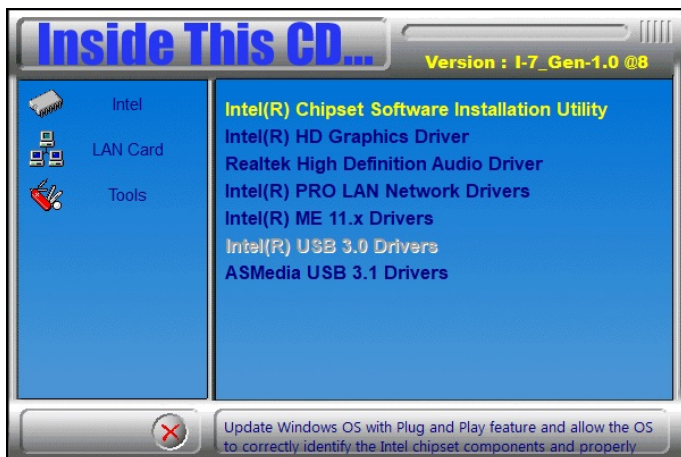 Inside This CD...
Version : I-7_Gen-1.0 @8
Intel
LAN Card
Tools
Intel(R) Chipset Software Installation Utility
Intel(R) HD Graphics Driver
Realtek High Definition Audio Driver
Intel(R) PRO LAN Network Drivers
Intel(R) ME 11.x Drivers
Intel(R) USB 3.0 Drivers
ASMedia USB 3.1 Drivers
Update Windows OS with Plug and Play feature and allow the OS
to correctly identify the Intel chipset components and properly